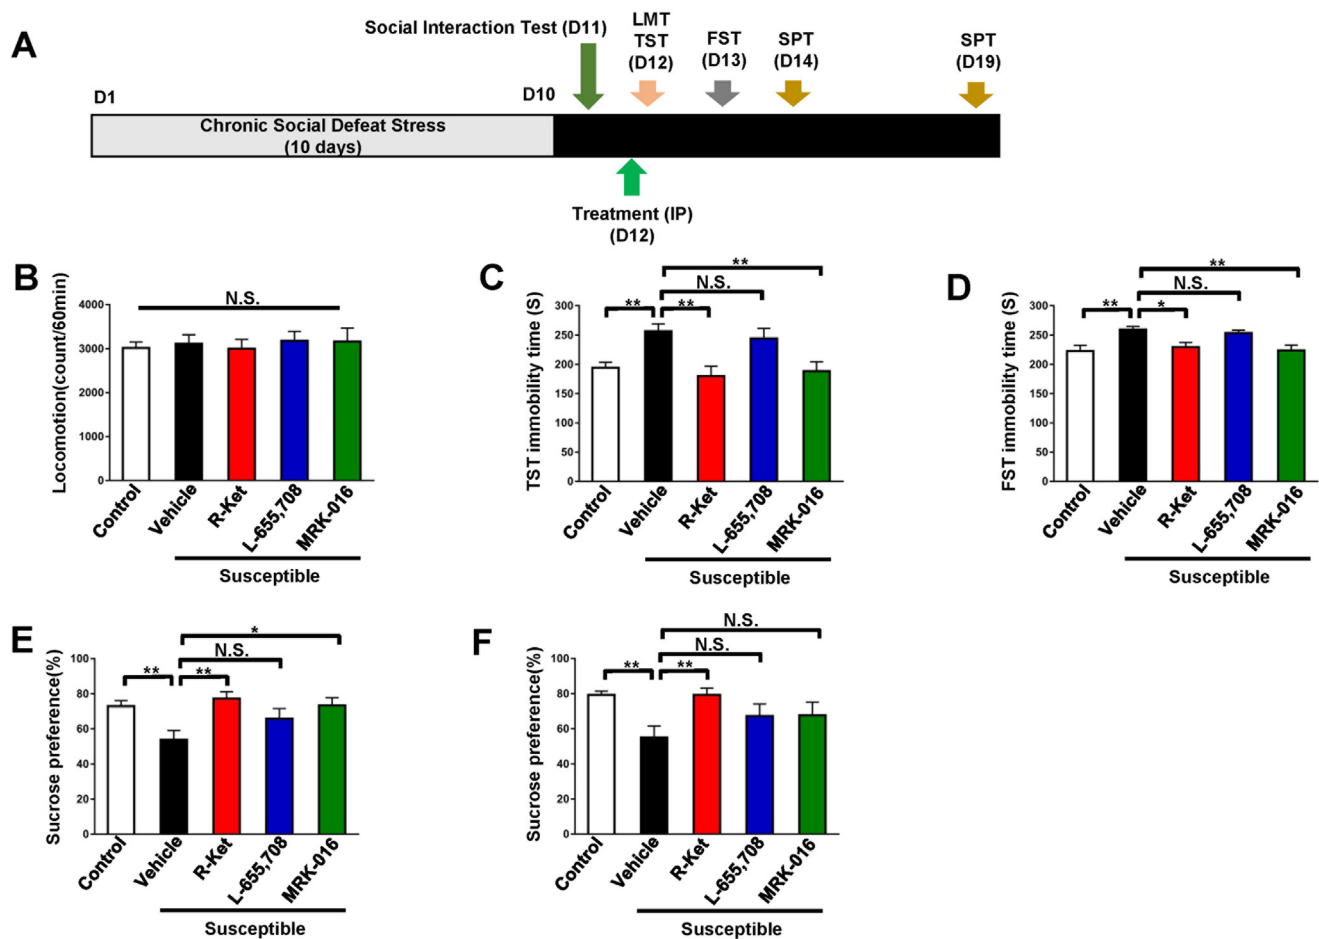 A
Social Interaction Test (D11)
LMT
TST
(D12)
FST
(D13)
SPT
(D14)
SPT
(D19)
D1
D10
Chronic Social Defeat Stress
(10 days)
Treatment (IP)
(D12)
B
Locomotion(count/60min)
4000
3000
2000
1000
0
N.S.
Control
Vehicle
R-Ket
L-655,708
MRK-016
Susceptible
C
TST immobility time (S)
300
250
200
150
100
50
0
**
N.S.
**
**
Control
Vehicle
R-Ket
L-655,708
MRK-016
Susceptible
D
FST immobility time (S)
300
250
200
150
100
50
0
**
N.S.
**
*
Control
Vehicle
R-Ket
L-655,708
MRK-016
Susceptible
E
Sucrose preference(%)
100
80
60
40
20
0
*
N.S.
**
**
Control
Vehicle
R-Ket
L-655,708
MRK-016
Susceptible
F
Sucrose preference(%)
100
80
60
40
20
0
N.S.
N.S.
**
**
Control
Vehicle
R-Ket
L-655,708
MRK-016
Susceptible